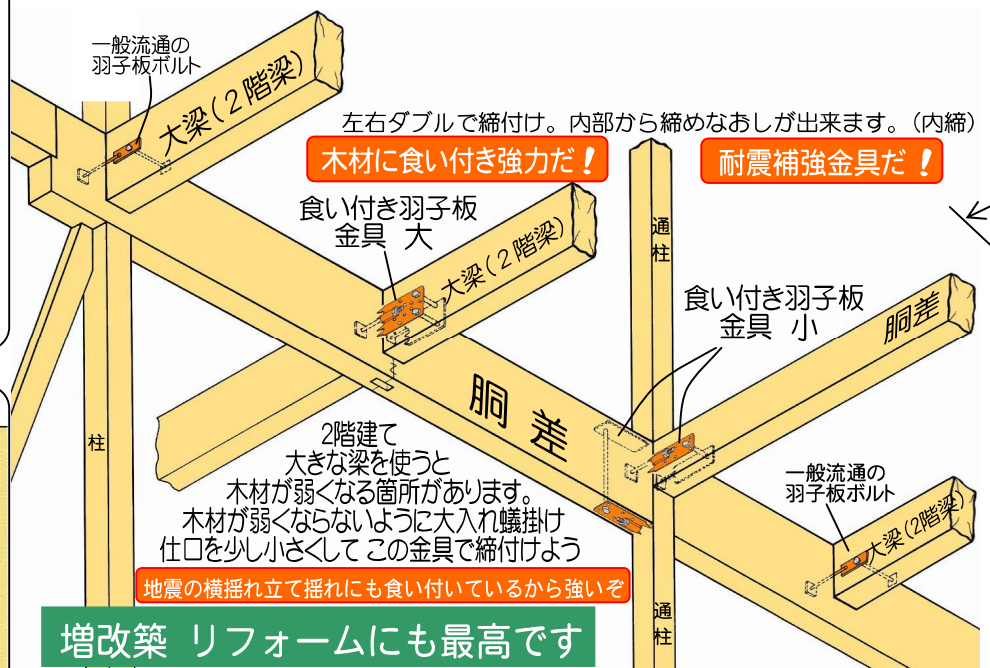 一般流通の
羽子板ボルト
大梁(2階梁)
左右ダブルで締付け。内部から締めなおしが出来ます。(内締)
木材に食い付き強力だ!
耐震補強金具だ!
食い付き羽子板
金具 大
大梁(2階梁)
通柱
食い付き羽子板
金具 小
胴差
胴差
柱
2階建て
大きな梁を使うと
木材が弱くなる箇所があります。
木材が弱くならないように大入れ蟻掛け
仕口を少し小さくして この金具で締付けよう
一般流通の
羽子板ボルト
大梁(2階梁)
地震の横揺れ立て揺れにも食い付いているから強いぞ
通柱
増改築 リフォームにも最高です